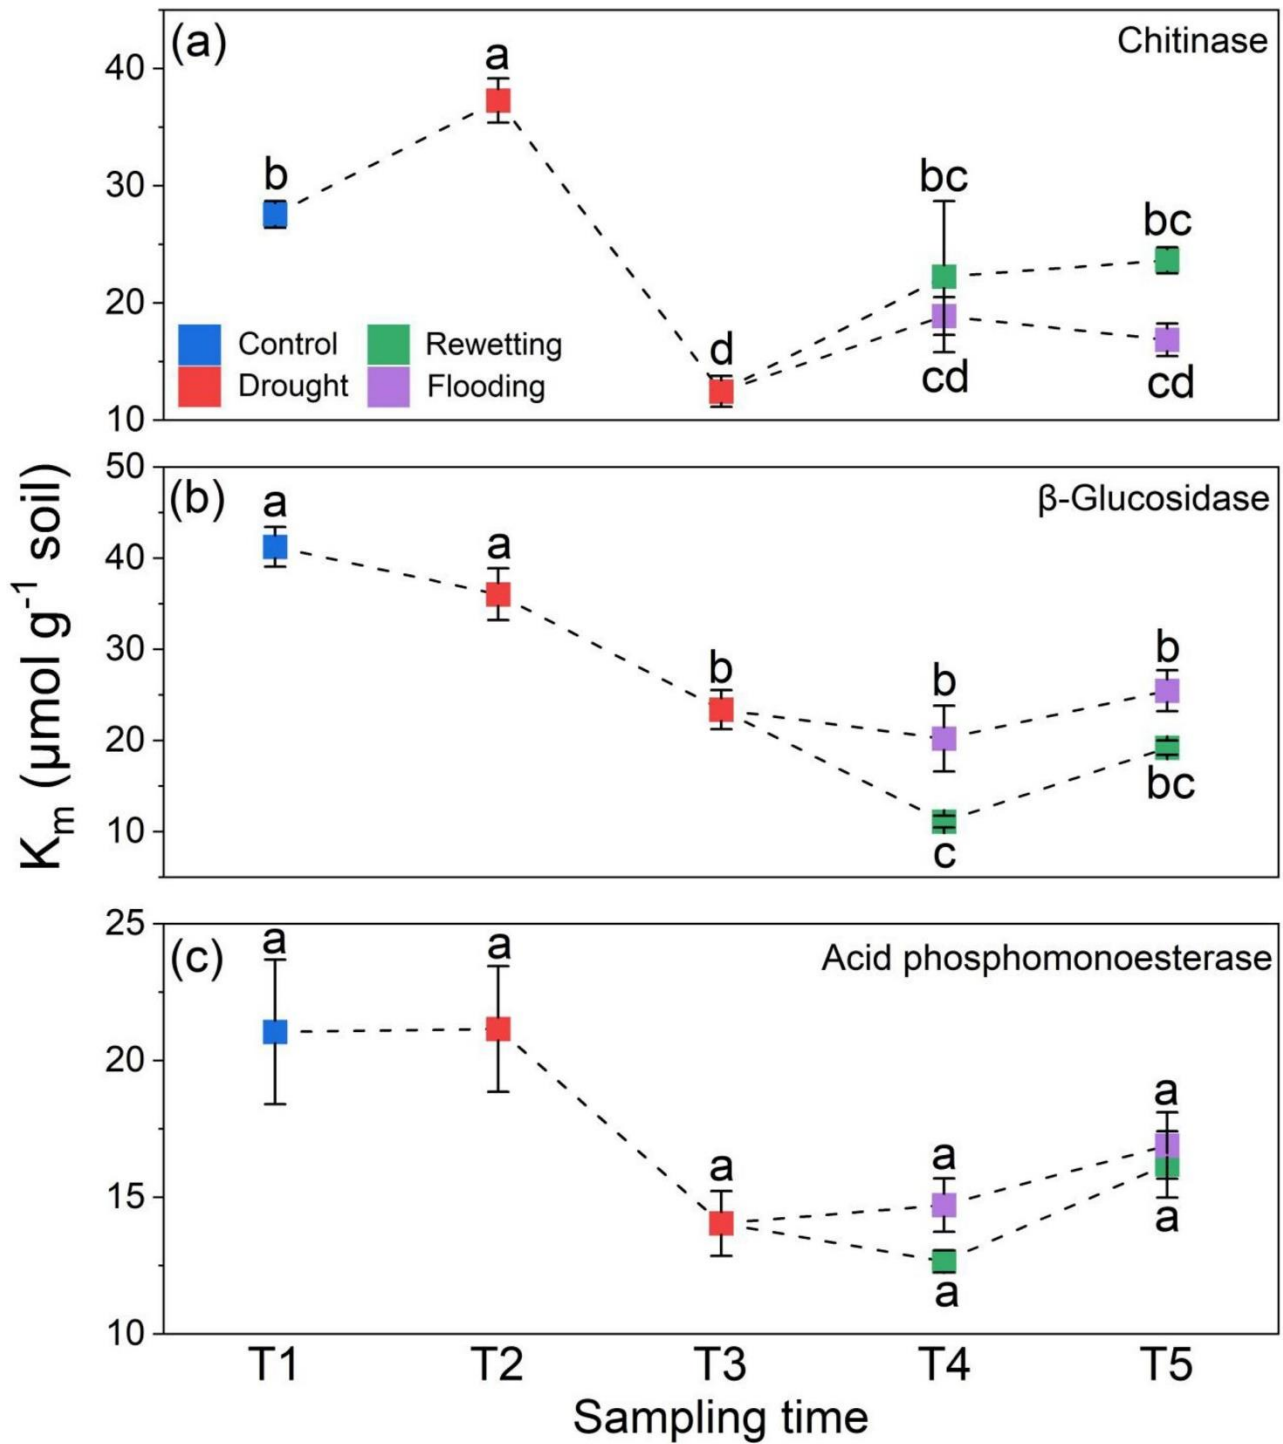 (a)
Chitinase
40
30
20
10
b
a
d
bc
cd
bc
cd
Control
Rewetting
Drought
Flooding
Kₘ (μmol g⁻¹ soil)
(b)
β-Glucosidase
50
40
30
20
10
a
a
b
b
c
b
bc
(c)
Acid phosphomonoesterase
25
20
15
10
a
a
a
a
a
a
a
T1 T2 T3 T4 T5
Sampling time